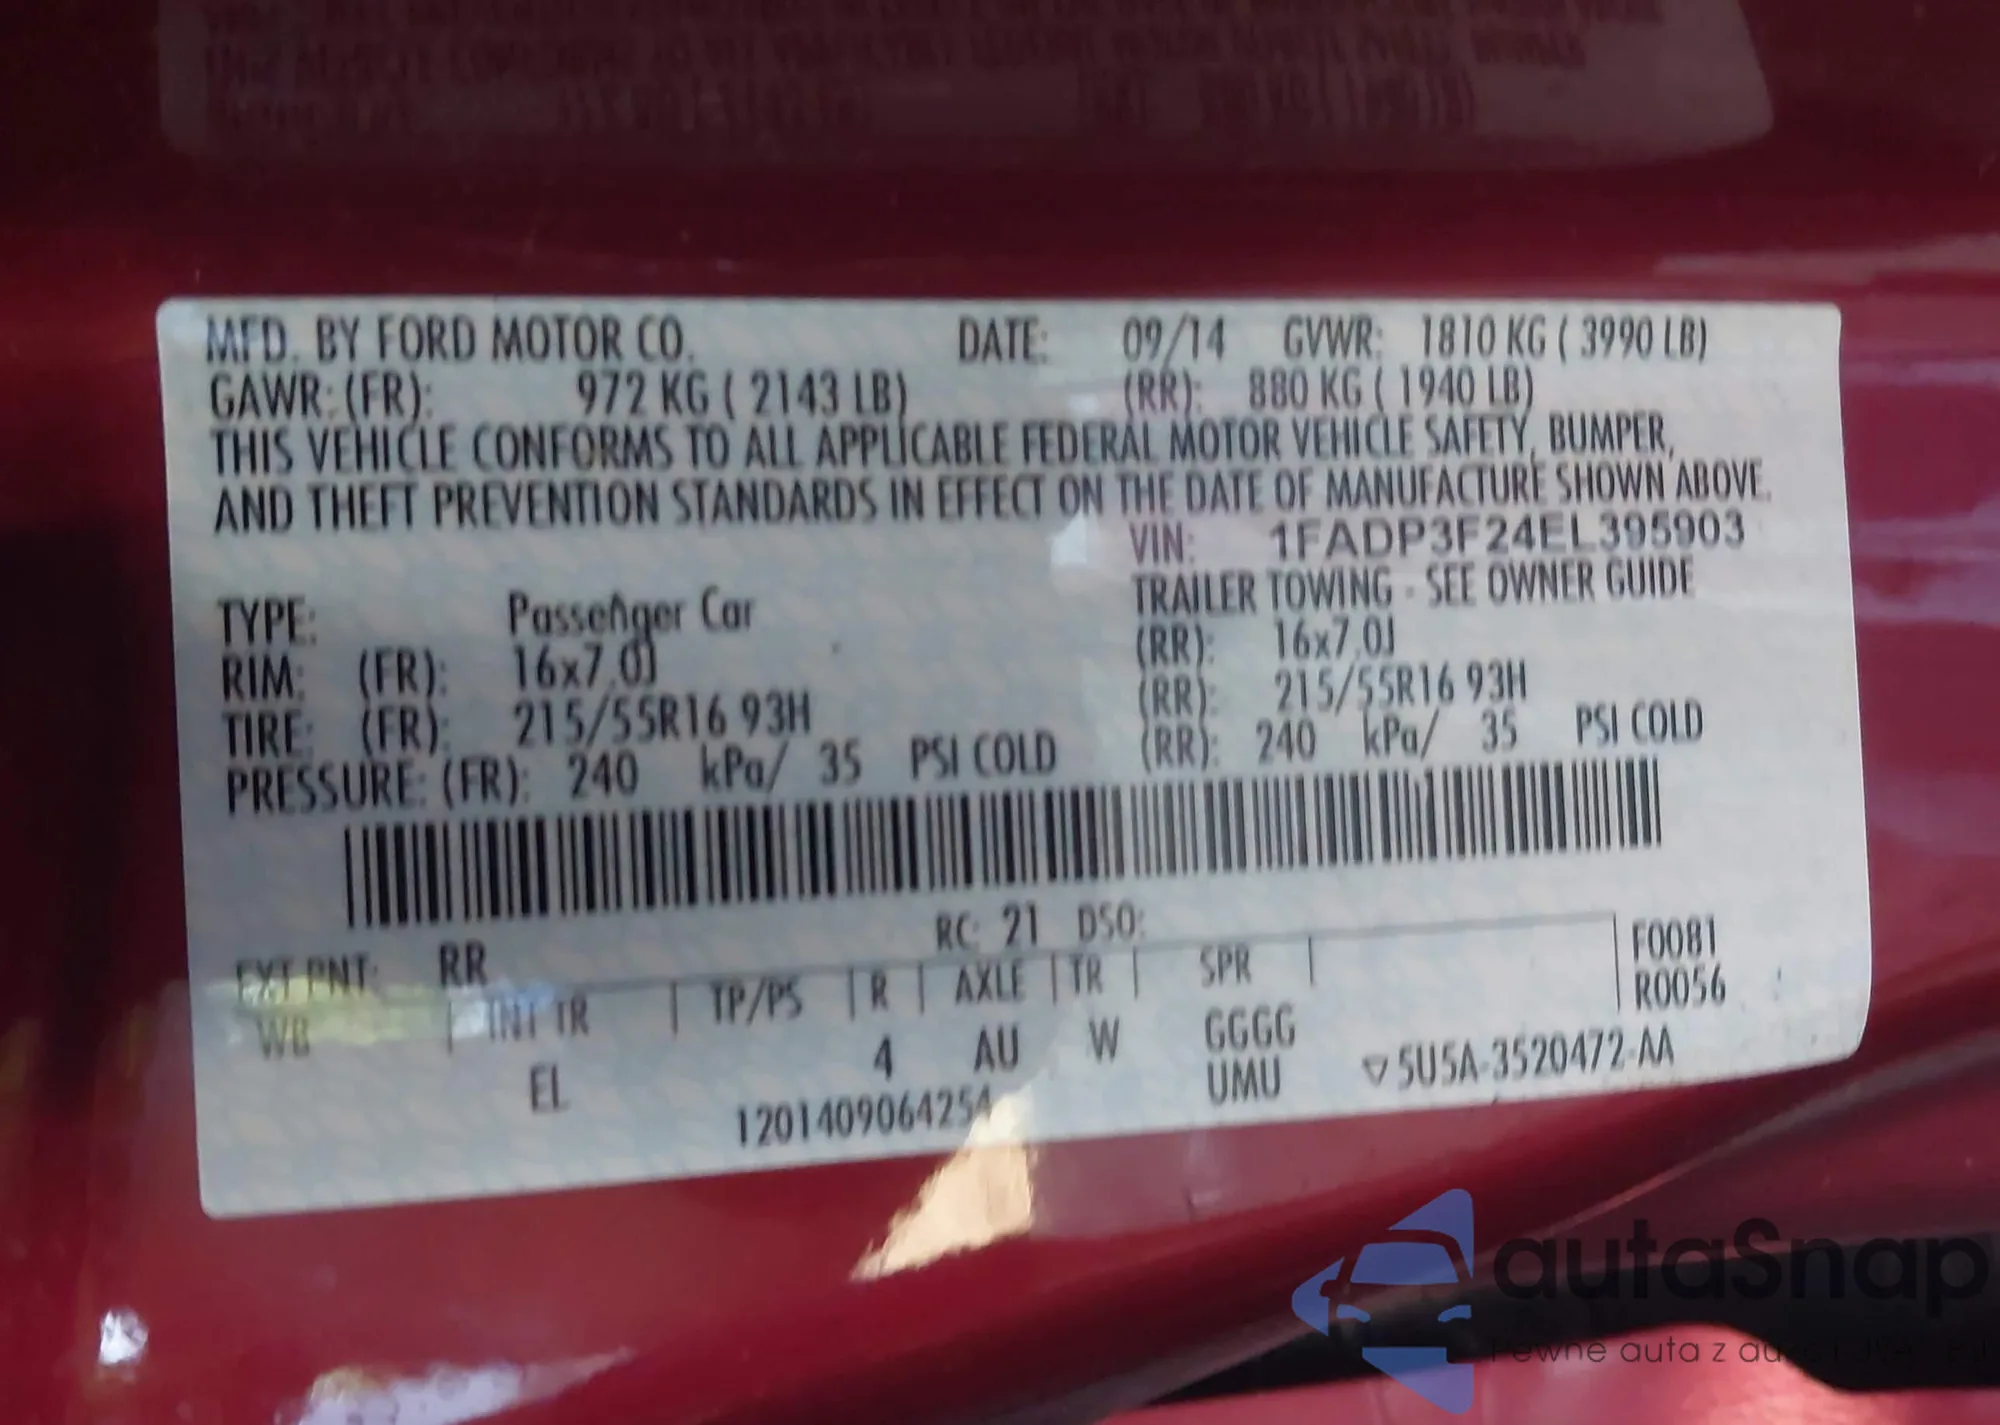 MFD. BY FORD MOTOR CO. DATE: 09/14 GVWR: 1810 KG ( 3990 LB)
GAWR: (FR): 972 KG ( 2143 LB) (RR): 880 KG ( 1940 LB)
THIS VEHICLE CONFORMS TO ALL APPLICABLE FEDERAL MOTOR VEHICLE SAFETY, BUMPER,
AND THEFT PREVENTION STANDARDS IN EFFECT ON THE DATE OF MANUFACTURE SHOWN ABOVE.
VIN: 1FADP3F24EL395903
TYPE: Passenger Car TRAILER TOWING - SEE OWNER GUIDE
RIM: (FR): 16x7.0J (RR): 16x7.0J
TIRE: (FR): 215/55R16 93H (RR): 215/55R16 93H
PRESSURE: (FR): 240 kPa/ 35 PSI COLD (RR): 240 kPa/ 35 PSI COLD
EXT PNT: RR RC: 21 DSO: F0081
WB | INT TR | TP/PS | R | AXLE | TR | SPR | R0056
EL 4 AU W GGGG
UMU ▽5U5A-3520472-AA
1201409064254
autaSnap
Pewne auta z